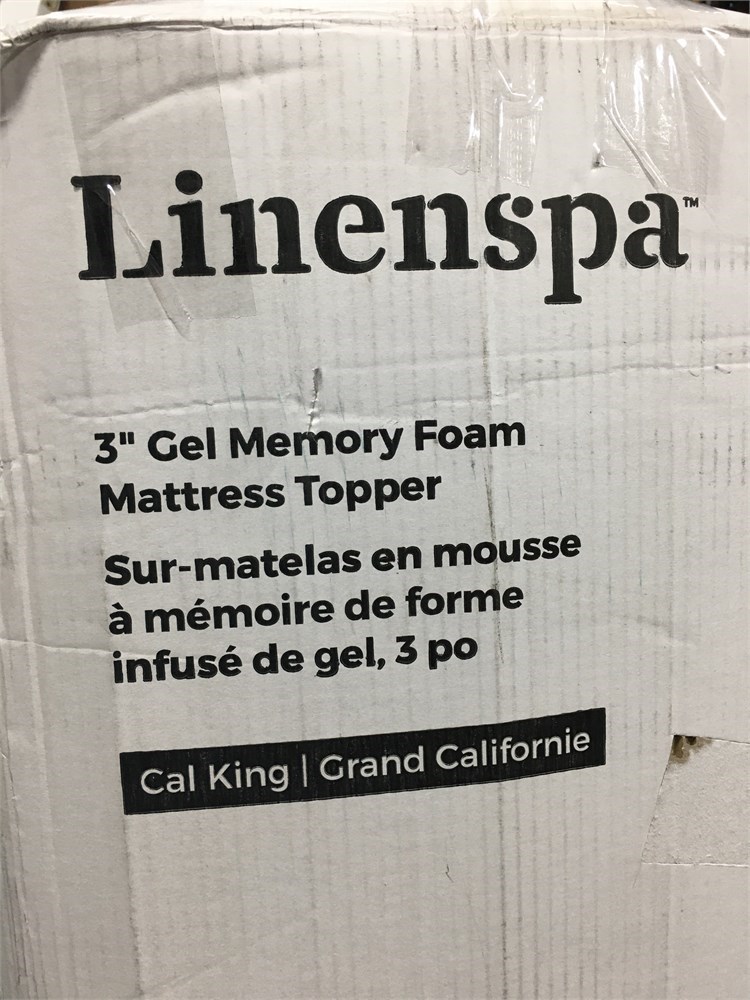 Linenspa™
3" Gel Memory Foam
Mattress Topper
Sur-matelas en mousse
à mémoire de forme
infusé de gel, 3 po
Cal King | Grand Californie